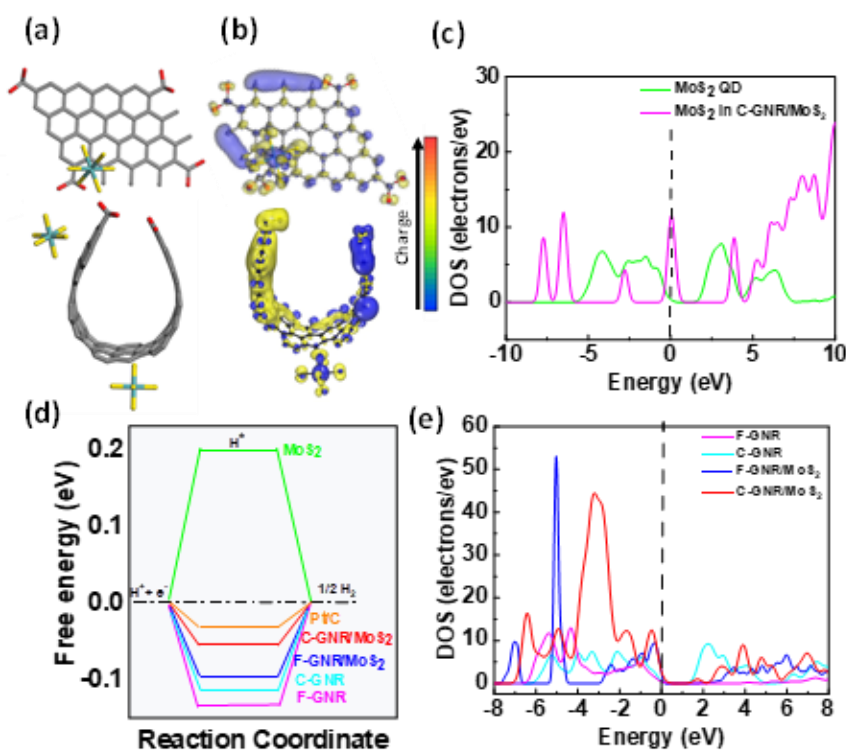 (a)
(b)
Charge
(c)
30
20
10
0
DOS (electrons/ev)
MoS₂ QD
MoS₂ in C-GNR/MoS₂
-10
-5
0
5
10
Energy (eV)
(d)
0.2
0.1
0.0
-0.1
Free energy (eV)
H*
MoS₂
H⁺+ e⁻
1/2 H₂
Pt/C
C-GNR/MoS₂
F-GNR/MoS₂
C-GNR
F-GNR
Reaction Coordinate
(e)
60
50
40
30
20
10
0
DOS (electrons/ev)
F-GNR
C-GNR
F-GNR/MoS₂
C-GNR/MoS₂
-8
-6
-4
-2
0
2
4
6
8
Energy (eV)